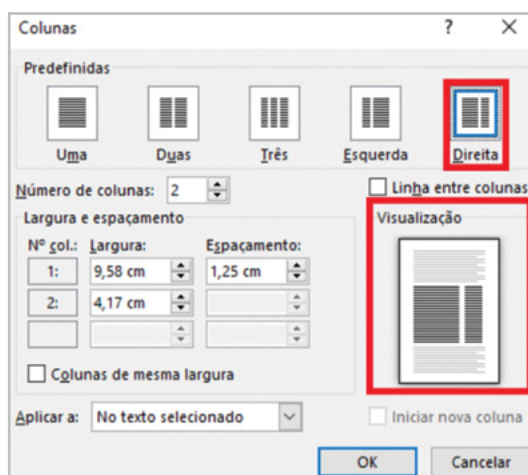 Colunas ? X
Predefinidas
Uma Duas Três Esquerda Direita
Número de colunas: 2 Linha entre colunas
Largura e espaçamento Visualização
Nº col.: Largura: Espaçamento:
1: 9,58 cm 1,25 cm
2: 4,17 cm
Colunas de mesma largura
Aplicar a: No texto selecionado Iniciar nova coluna
OK Cancelar